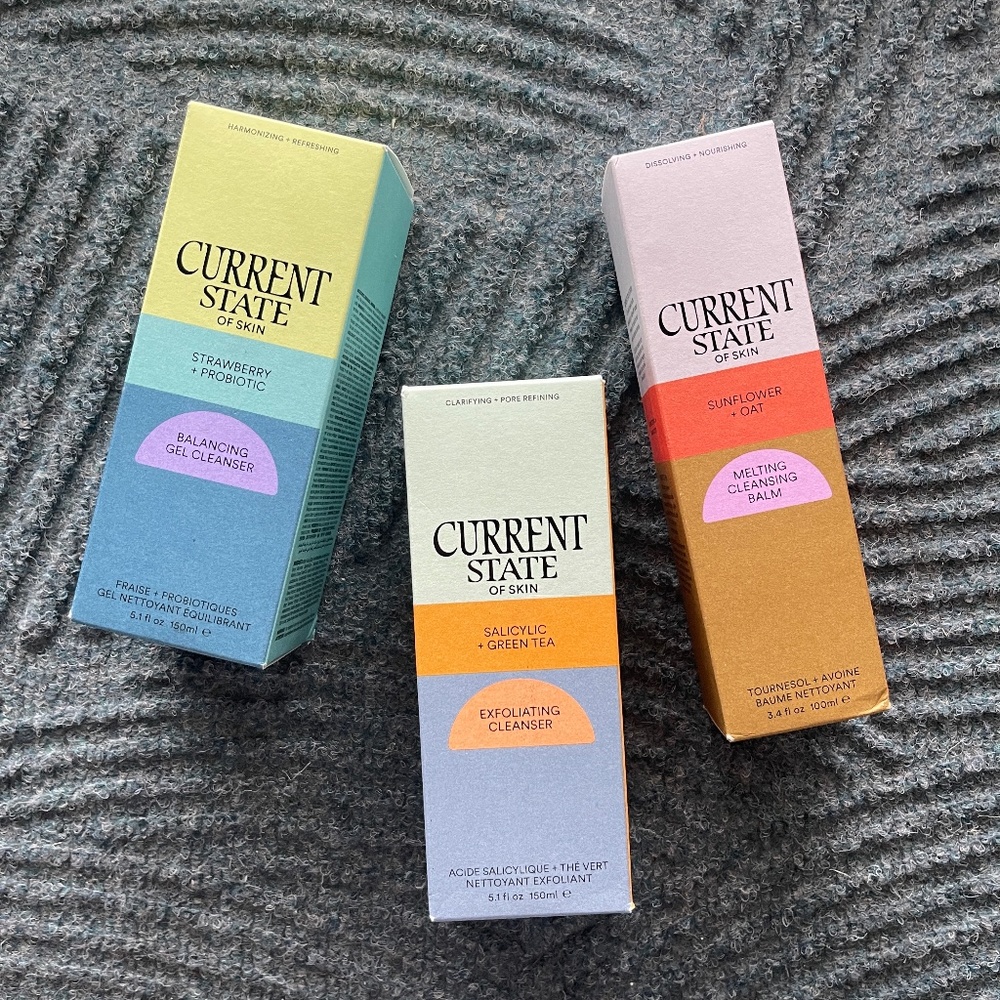 HARMONIZING + REFRESHING
CURRENT
STATE
OF SKIN
STRAWBERRY
+ PROBIOTIC
BALANCING
GEL CLEANSER
FRAISE + PROBIOTIQUES
GEL NETTOYANT ÉQUILIBRANT
5.1 fl oz 150ml ℮
CLARIFYING + PORE REFINING
CURRENT
STATE
OF SKIN
SALICYLIC
+ GREEN TEA
EXFOLIATING
CLEANSER
ACIDE SALICYLIQUE + THÉ VERT
NETTOYANT EXFOLIANT
5.1 fl oz 150ml ℮
DISSOLVING + NOURISHING
CURRENT
STATE
OF SKIN
SUNFLOWER
+ OAT
MELTING
CLEANSING
BALM
TOURNESOL + AVOINE
BAUME NETTOYANT
3.4 fl oz 100ml ℮